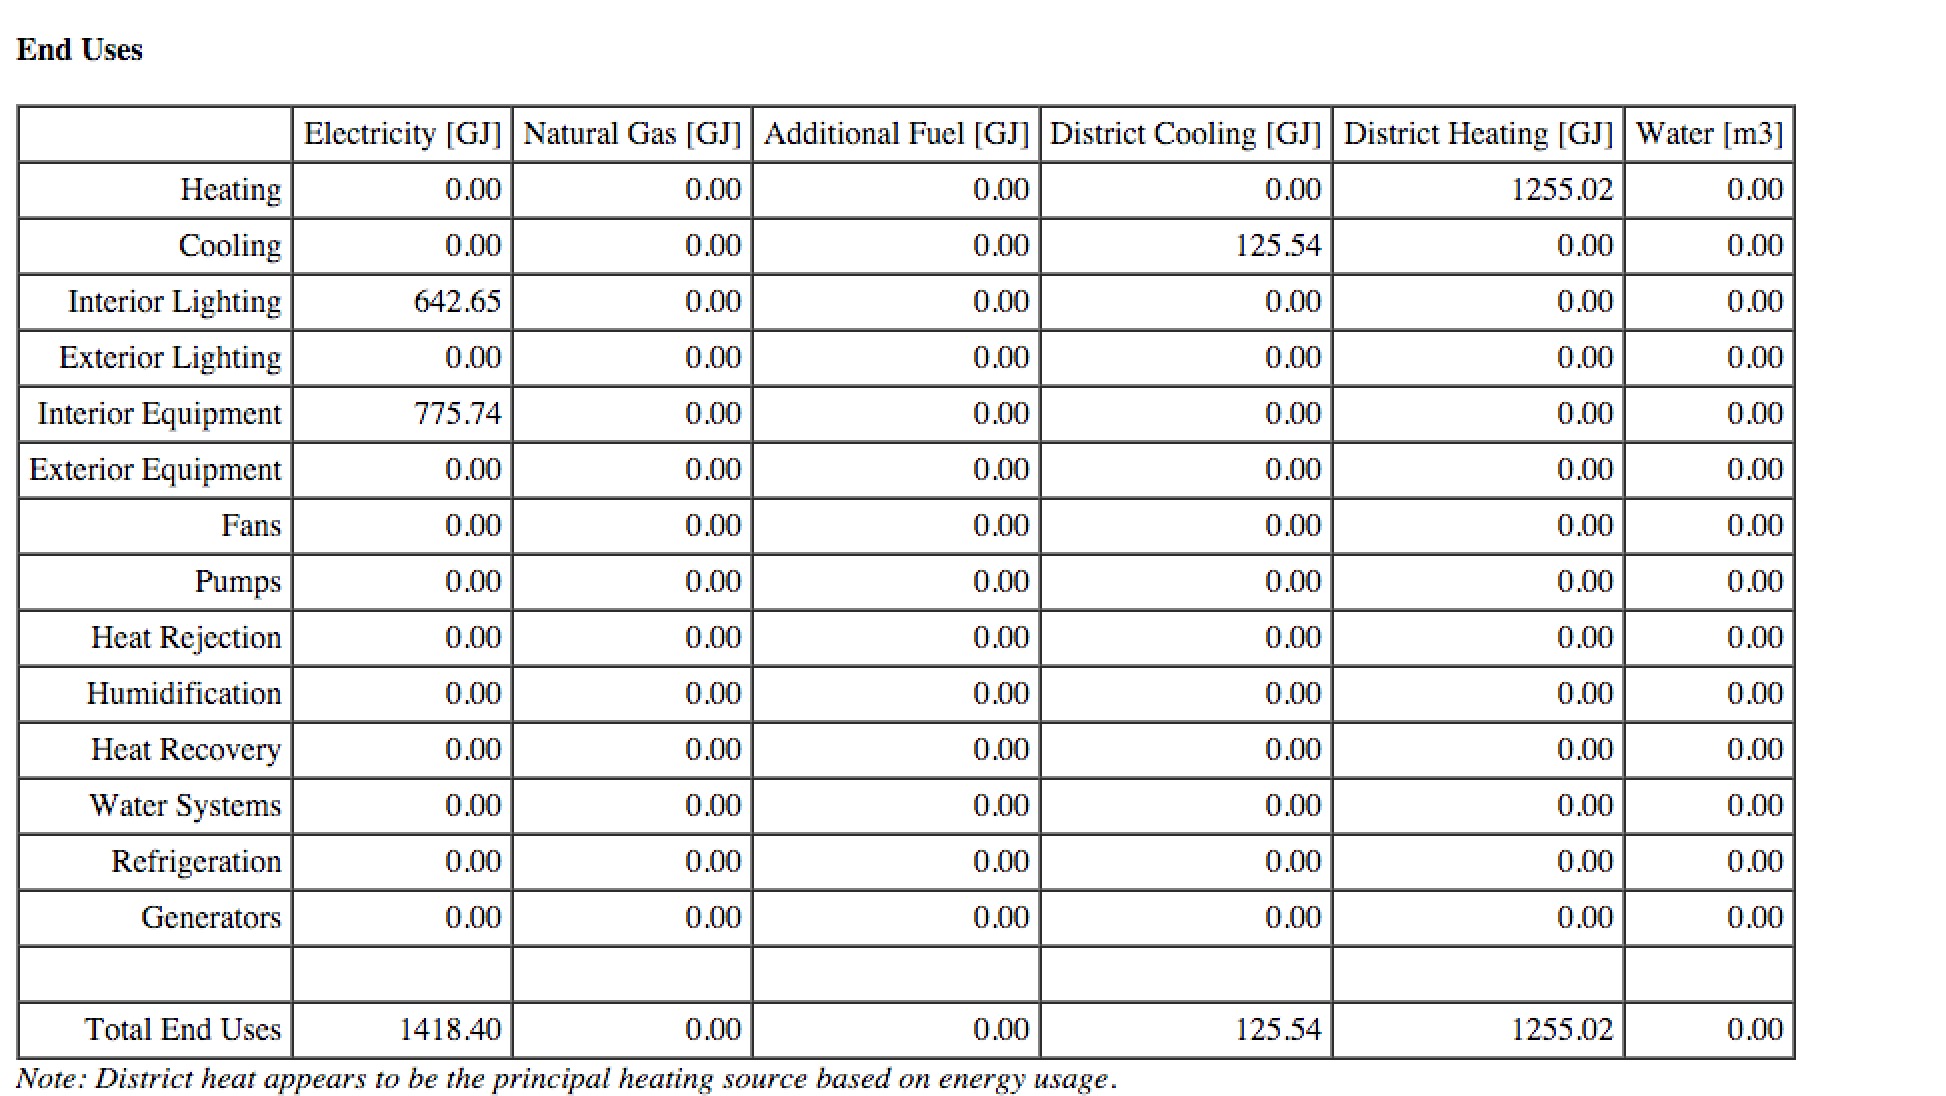 End Uses
Electricity [GJ] Natural Gas [GJ] Additional Fuel [GJ] District Cooling [GJ] District Heating [GJ] Water [m3]
Heating 0.00 0.00 0.00 0.00 1255.02 0.00
Cooling 0.00 0.00 0.00 125.54 0.00 0.00
Interior Lighting 642.65 0.00 0.00 0.00 0.00 0.00
Exterior Lighting 0.00 0.00 0.00 0.00 0.00 0.00
Interior Equipment 775.74 0.00 0.00 0.00 0.00 0.00
Exterior Equipment 0.00 0.00 0.00 0.00 0.00 0.00
Fans 0.00 0.00 0.00 0.00 0.00 0.00
Pumps 0.00 0.00 0.00 0.00 0.00 0.00
Heat Rejection 0.00 0.00 0.00 0.00 0.00 0.00
Humidification 0.00 0.00 0.00 0.00 0.00 0.00
Heat Recovery 0.00 0.00 0.00 0.00 0.00 0.00
Water Systems 0.00 0.00 0.00 0.00 0.00 0.00
Refrigeration 0.00 0.00 0.00 0.00 0.00 0.00
Generators 0.00 0.00 0.00 0.00 0.00 0.00
Total End Uses 1418.40 0.00 0.00 125.54 1255.02 0.00
Note: District heat appears to be the principal heating source based on energy usage.